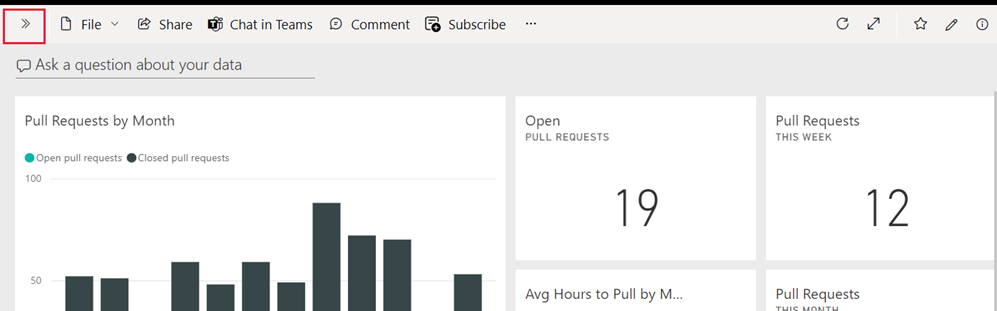 File Share Chat in Teams Comment Subscribe ...
Ask a question about your data
Pull Requests by Month
Open pull requests Closed pull requests
100
50
Open
PULL REQUESTS
19
Pull Requests
THIS WEEK
12
Avg Hours to Pull by M...
Pull Requests
THIS MONTH